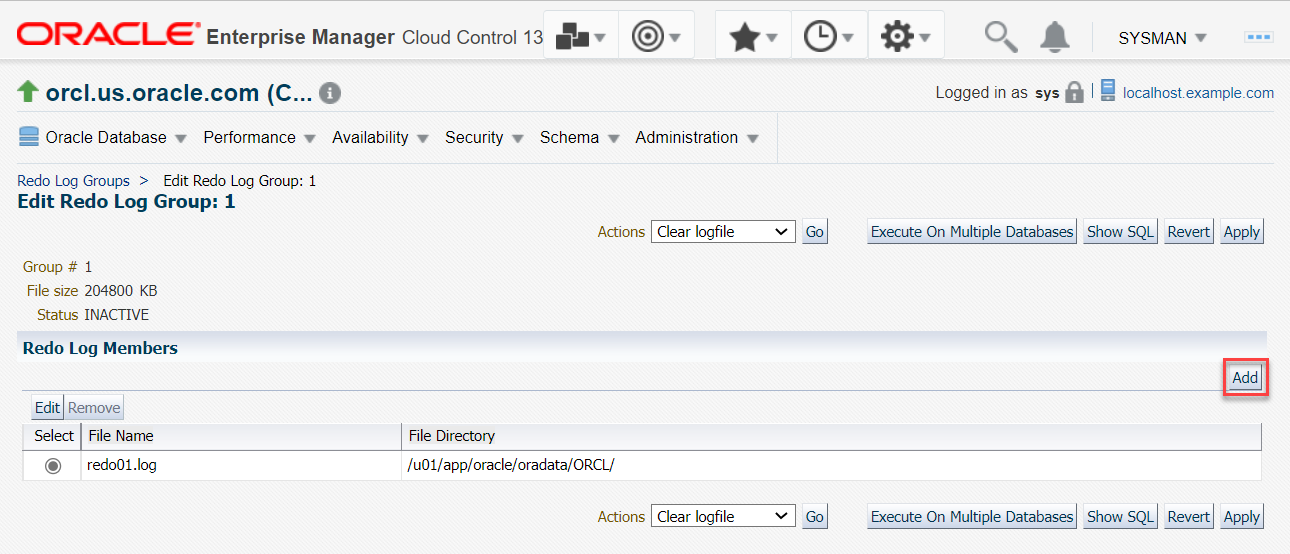 ORACLE Enterprise Manager Cloud Control 13 SYSMAN
orcl.us.oracle.com (C... Logged in as sys localhost.example.com
Oracle Database Performance Availability Security Schema Administration
Redo Log Groups > Edit Redo Log Group: 1
Edit Redo Log Group: 1
Actions Clear logfile Go Execute On Multiple Databases Show SQL Revert Apply
Group # 1
File size 204800 KB
Status INACTIVE
Redo Log Members
Add
Edit Remove
Select File Name File Directory
redo01.log /u01/app/oracle/oradata/ORCL/
Actions Clear logfile Go Execute On Multiple Databases Show SQL Revert Apply